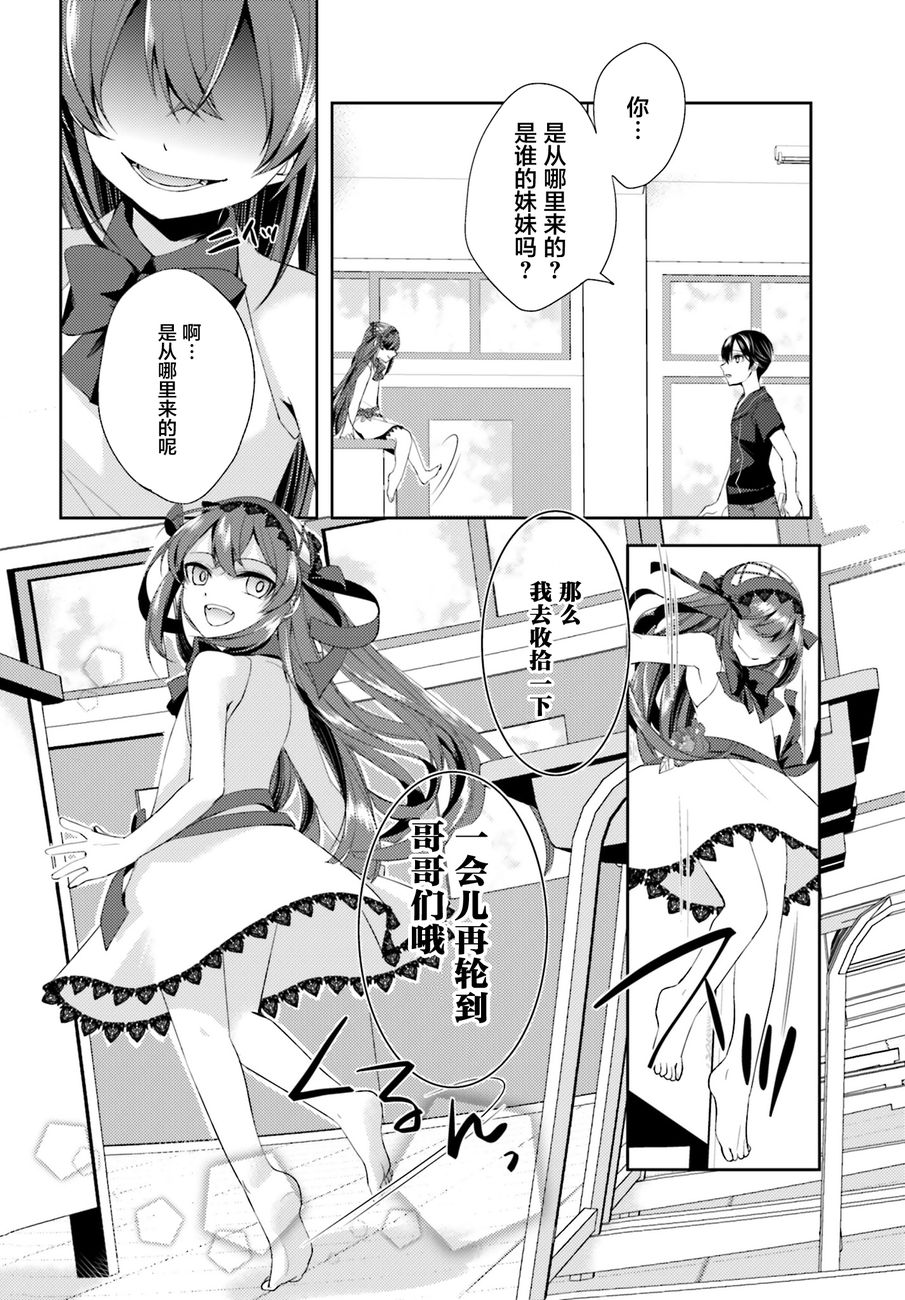 你…
是从哪里来的？
是谁的妹妹吗？
ニイッ
啊…
是从哪里来的呢
スッ
那么
我去收拾一下
一会儿再轮到
哥哥们哦
くるんっ